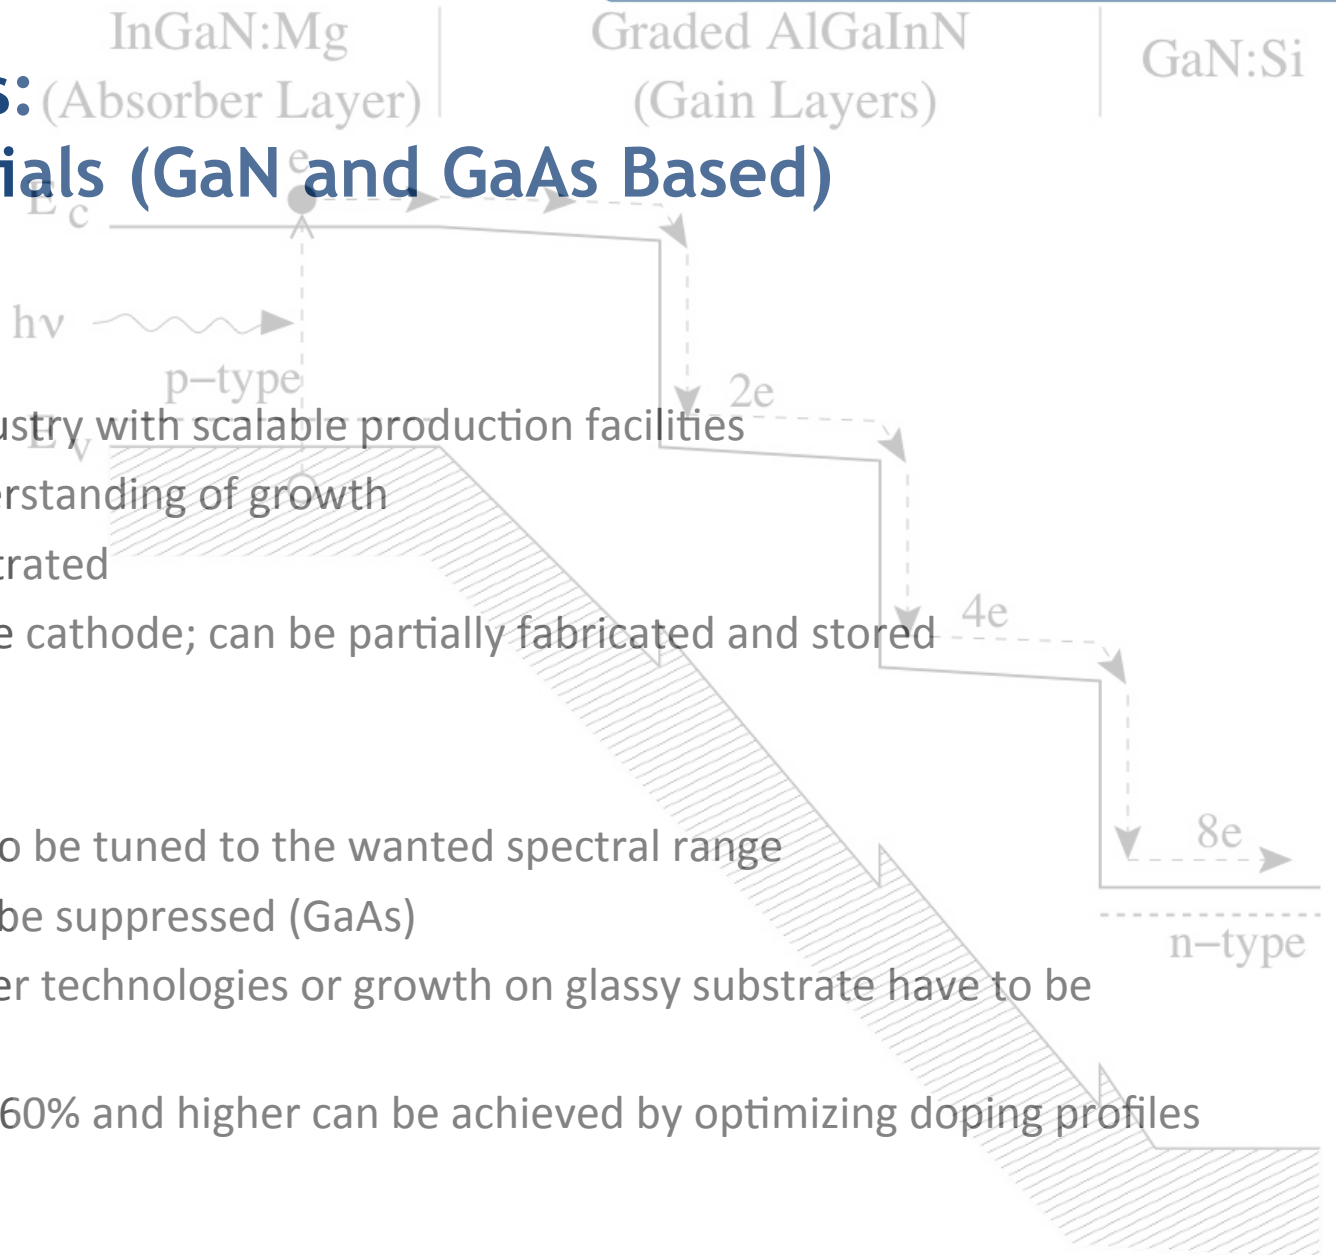 InGaN:Mg Graded AlGaInN GaN:Si
s: (Absorber Layer) (Gain Layers)
ials (GaN and GaAs Based)
e
E c
hν
p−type
2e
ustry with scalable production facilities
E v
erstanding of growth
trated
4e
e cathode; can be partially fabricated and stored
8e
o be tuned to the wanted spectral range
be suppressed (GaAs)
n−type
er technologies or growth on glassy substrate have to be
60% and higher can be achieved by optimizing doping profiles